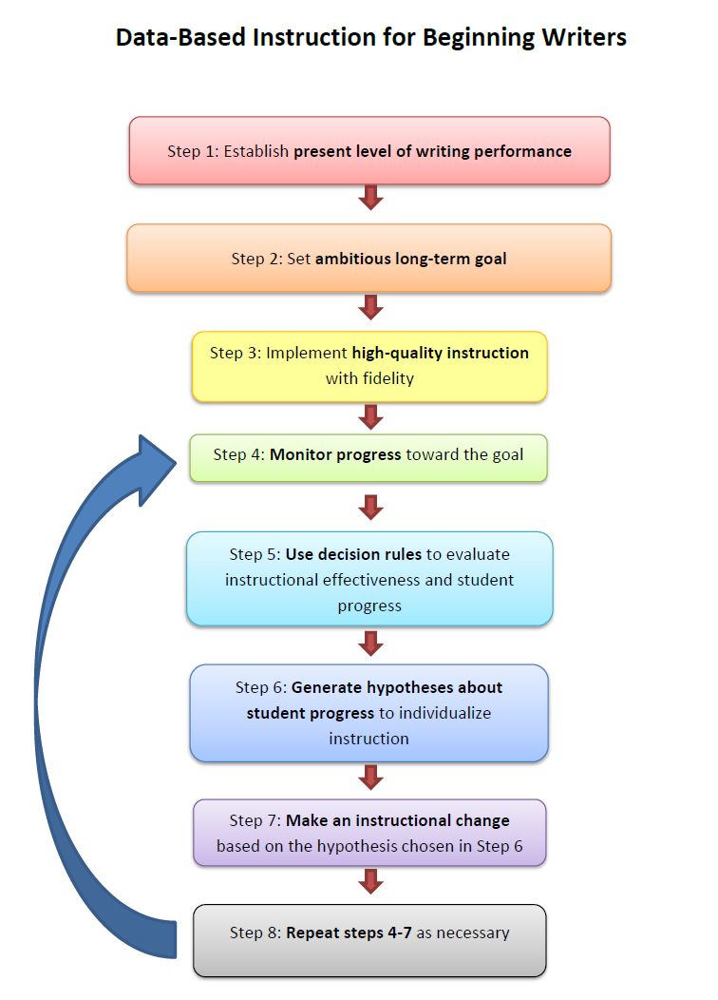 Data-Based Instruction for Beginning Writers
Step 1: Establish present level of writing performance
Step 2: Set ambitious long-term goal
Step 3: Implement high-quality instruction
with fidelity
Step 4: Monitor progress toward the goal
Step 5: Use decision rules to evaluate
instructional effectiveness and student
progress
Step 6: Generate hypotheses about
student progress to individualize
instruction
Step 7: Make an instructional change
based on the hypothesis chosen in Step 6
Step 8: Repeat steps 4-7 as necessary